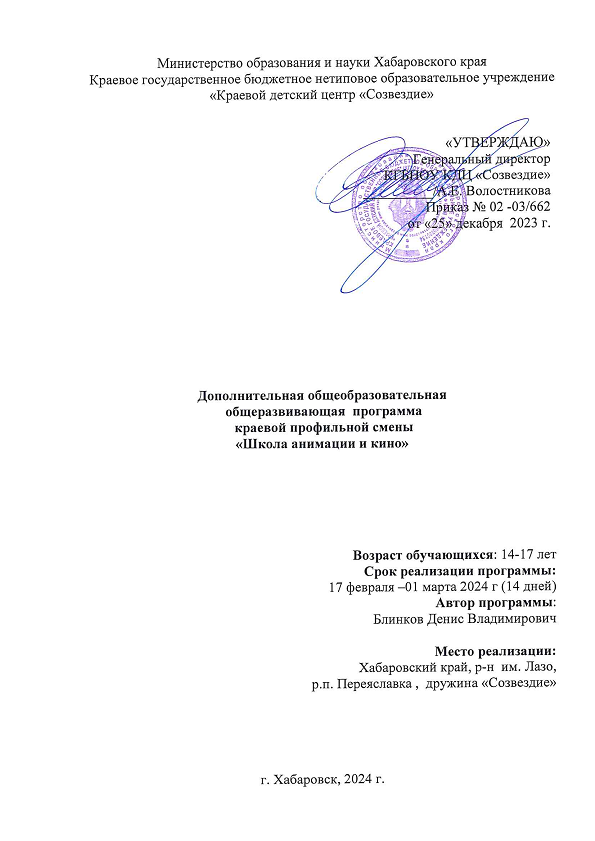 Министерство образования и науки Хабаровского края
Краевое государственное бюджетное нетиповое образовательное учреждение
«Краевой детский центр «Созвездие»
«УТВЕРЖДАЮ»
Генеральный директор
КГБНОУ КДЦ «Созвездие»
А.Е. Волостникова
Приказ № 02 -03/662
от «25» декабря 2023 г.
Дополнительная общеобразовательная
общеразвивающая программа
краевой профильной смены
«Школа анимации и кино»
Возраст обучающихся: 14-17 лет
Срок реализации программы:
17 февраля –01 марта 2024 г (14 дней)
Автор программы:
Блинков Денис Владимирович
Место реализации:
Хабаровский край, р-н им. Лазо,
р.п. Переяславка , дружина «Созвездие»
г. Хабаровск, 2024 г.